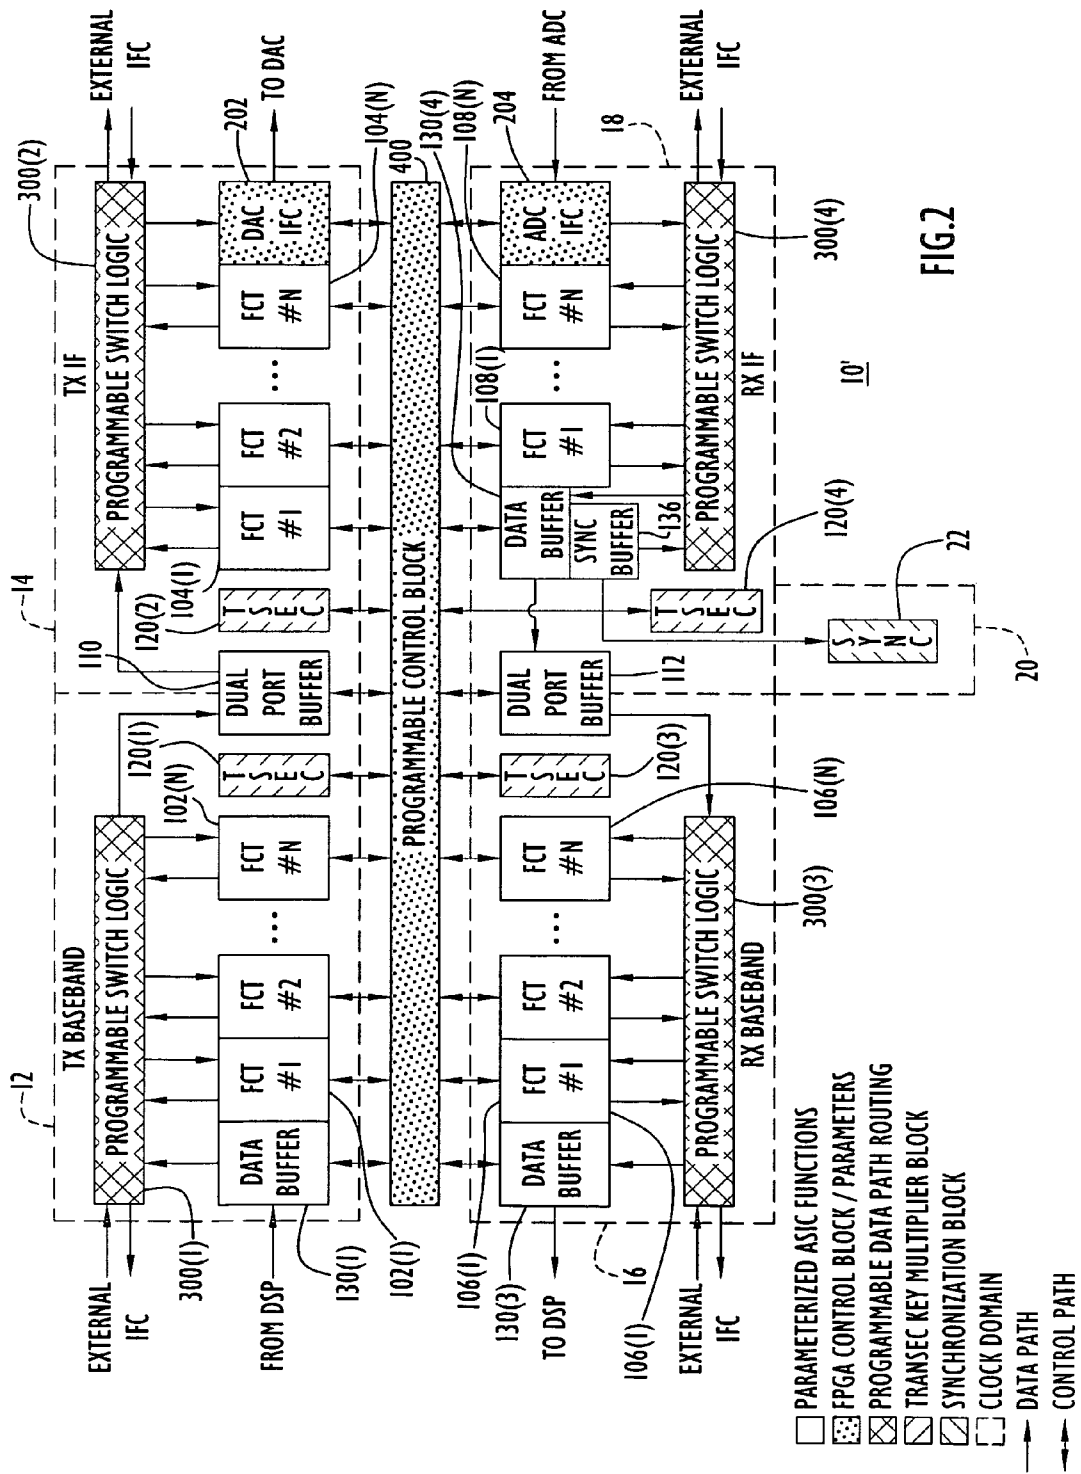 12
14
TX BASEBAND
TX IF
300(2)
EXTERNAL
IFC
PROGRAMMABLE SWITCH LOGIC
110
PROGRAMMABLE SWITCH LOGIC
EXTERNAL
IFC
300(1)
102(N)
120(1)
120(2)
104(1)
202
TO DAC
FROM DSP
DATA BUFFER
FCT #1
FCT #2
...
FCT #N
TSEC
DUAL PORT BUFFER
TSEC
FCT #1
FCT #2
...
FCT #N
DAC IFC
130(1)
102(1)
104(N)
400
PROGRAMMABLE CONTROL BLOCK
106(1)
130(3)
TO DSP
108(1)
130(4)
108(N)
204
FROM ADC
DATA BUFFER
FCT #1
FCT #2
...
FCT #N
TSEC
DUAL PORT BUFFER
DATA BUFFER
SYNC BUFFER
FCT #1
...
FCT #N
ADC IFC
18
16
106(1)
106(N)
120(3)
112
136
EXTERNAL
IFC
PROGRAMMABLE SWITCH LOGIC
TSEC
PROGRAMMABLE SWITCH LOGIC
EXTERNAL
IFC
RX BASEBAND
300(3)
RX IF
120(4)
300(4)
SYNC
22
20
10'
FIG.2
PARAMETERIZED ASIC FUNCTIONS
FPGA CONTROL BLOCK / PARAMETERS
PROGRAMMABLE DATA PATH ROUTING
TRANSEC KEY MULTIPLIER BLOCK
SYNCHRONIZATION BLOCK
CLOCK DOMAIN
DATA PATH
CONTROL PATH